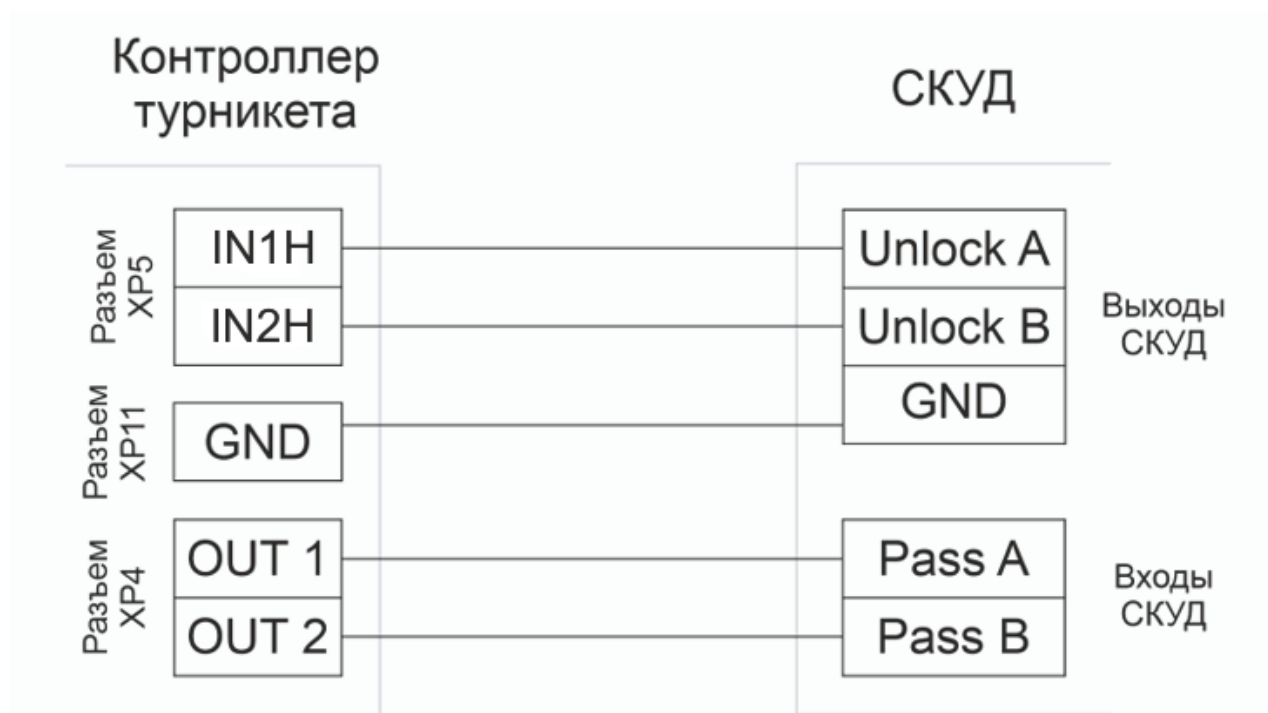 Контроллер
турникета
СКУД
Разъем
XP5
IN1H
IN2H
Unlock A
Unlock B
GND
Выходы
СКУД
Разъем
XP11
GND
Разъем
XP4
OUT 1
OUT 2
Pass A
Pass B
Входы
СКУД